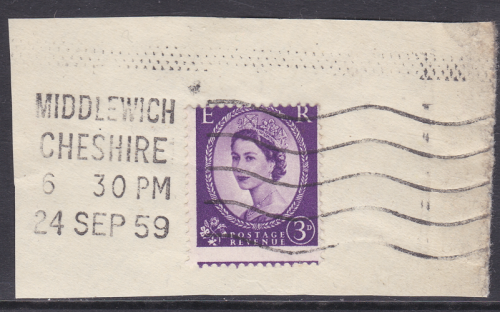 MIDDLEWICH
CHESHIRE
6 30 PM
24 SEP 59
E R
POSTAGE
REVENUE
3D